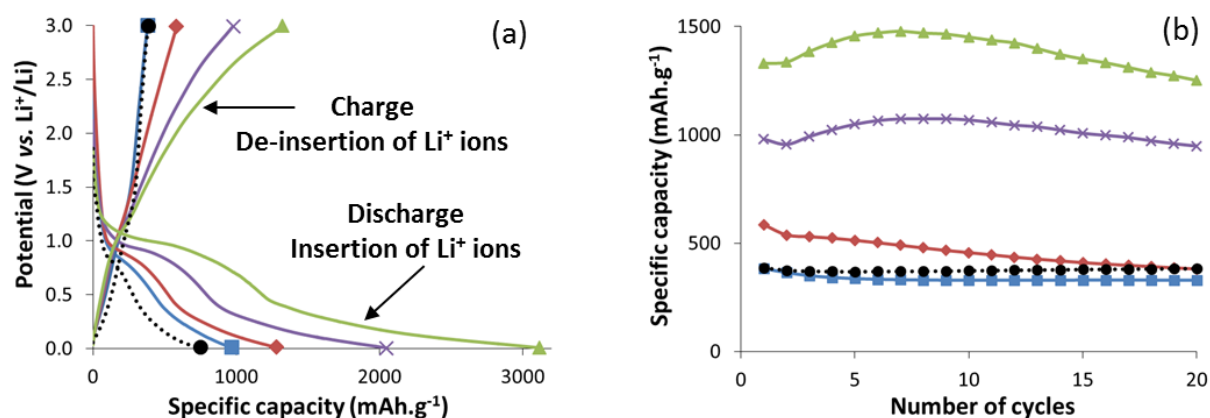 (a)
3.0
2.5
2.0
1.5
1.0
0.5
0.0
Potential (V vs. Li⁺/Li)
Charge
De-insertion of Li⁺ ions
Discharge
Insertion of Li⁺ ions
0 1000 2000 3000
Specific capacity (mAh.g⁻¹)
(b)
1500
1000
500
0
Specific capacity (mAh.g⁻¹)
0 5 10 15 20
Number of cycles